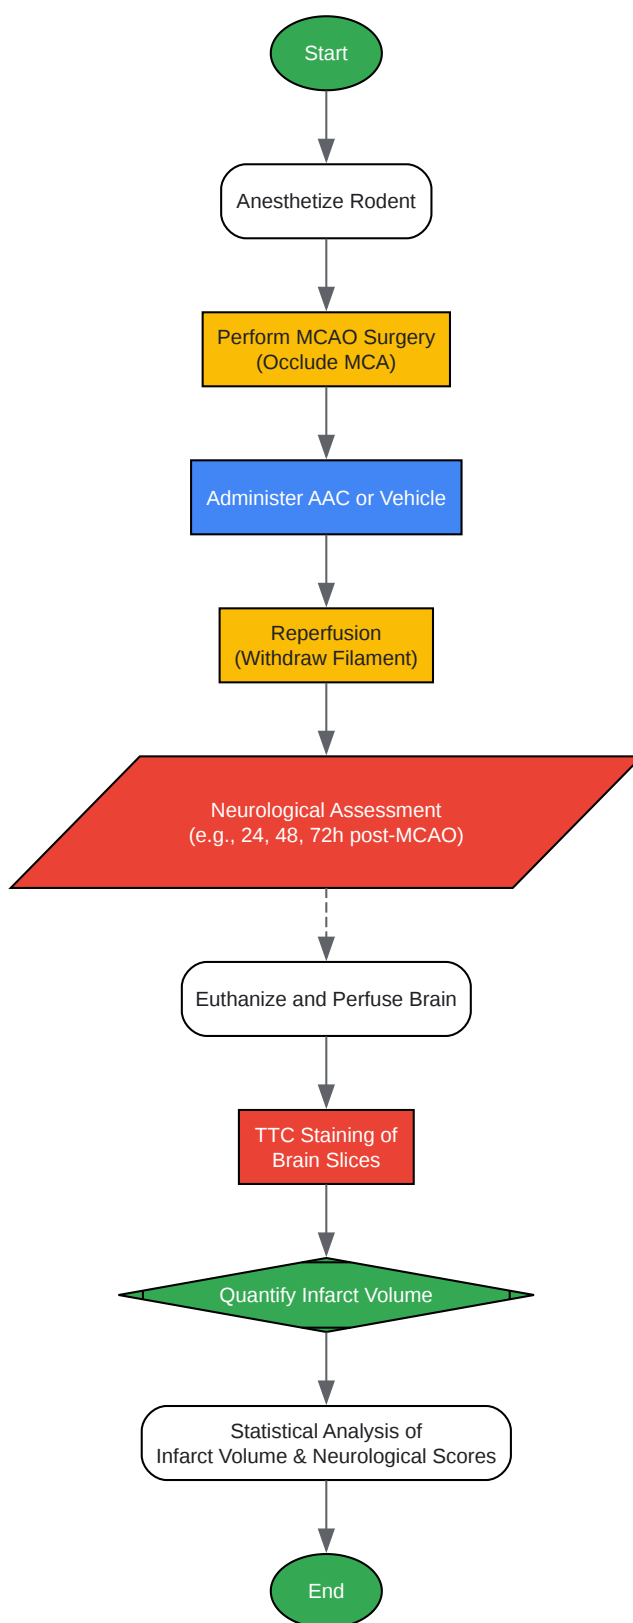 Start
Anesthetize Rodent
Perform MCAO Surgery
(Occlude MCA)
Administer AAC or Vehicle
Reperfusion
(Withdraw Filament)
Neurological Assessment
(e.g., 24, 48, 72h post-MCAO)
Euthanize and Perfuse Brain
TTC Staining of
Brain Slices
Quantify Infarct Volume
Statistical Analysis of
Infarct Volume & Neurological Scores
End